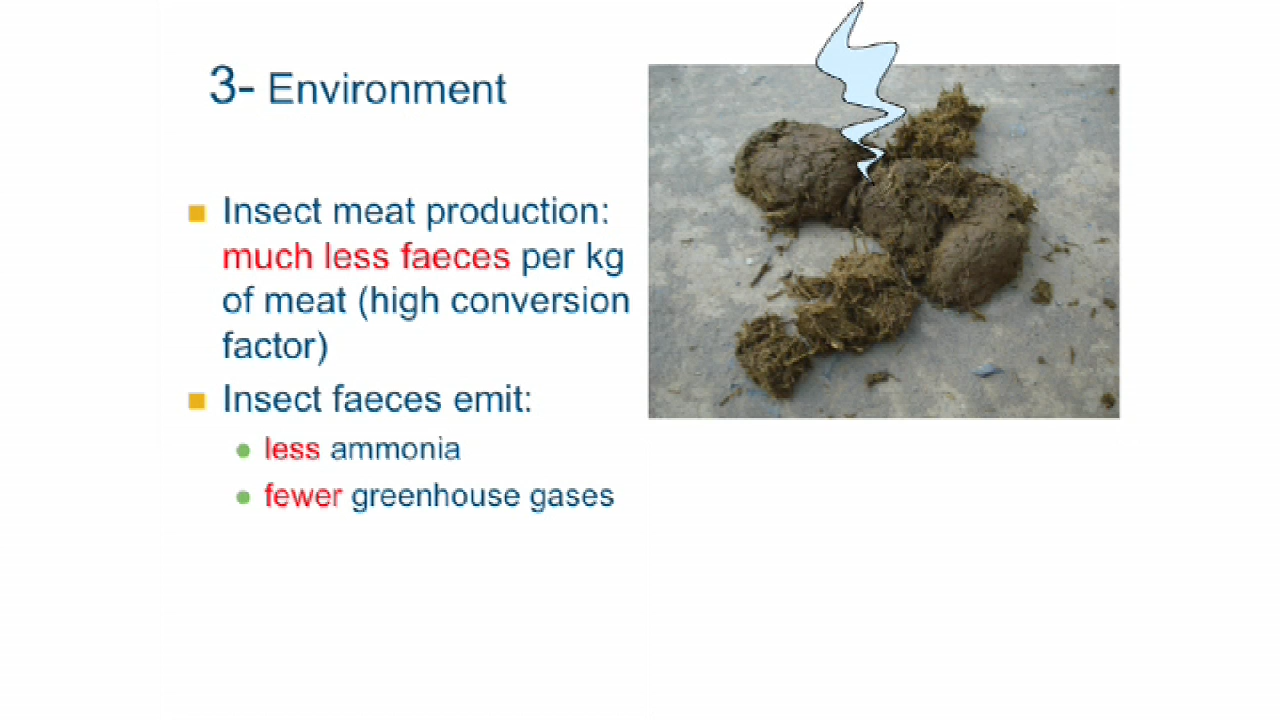 3- Environment
Insect meat production:
much less faeces per kg
of meat (high conversion
factor)
Insect faeces emit:
less ammonia
fewer greenhouse gases